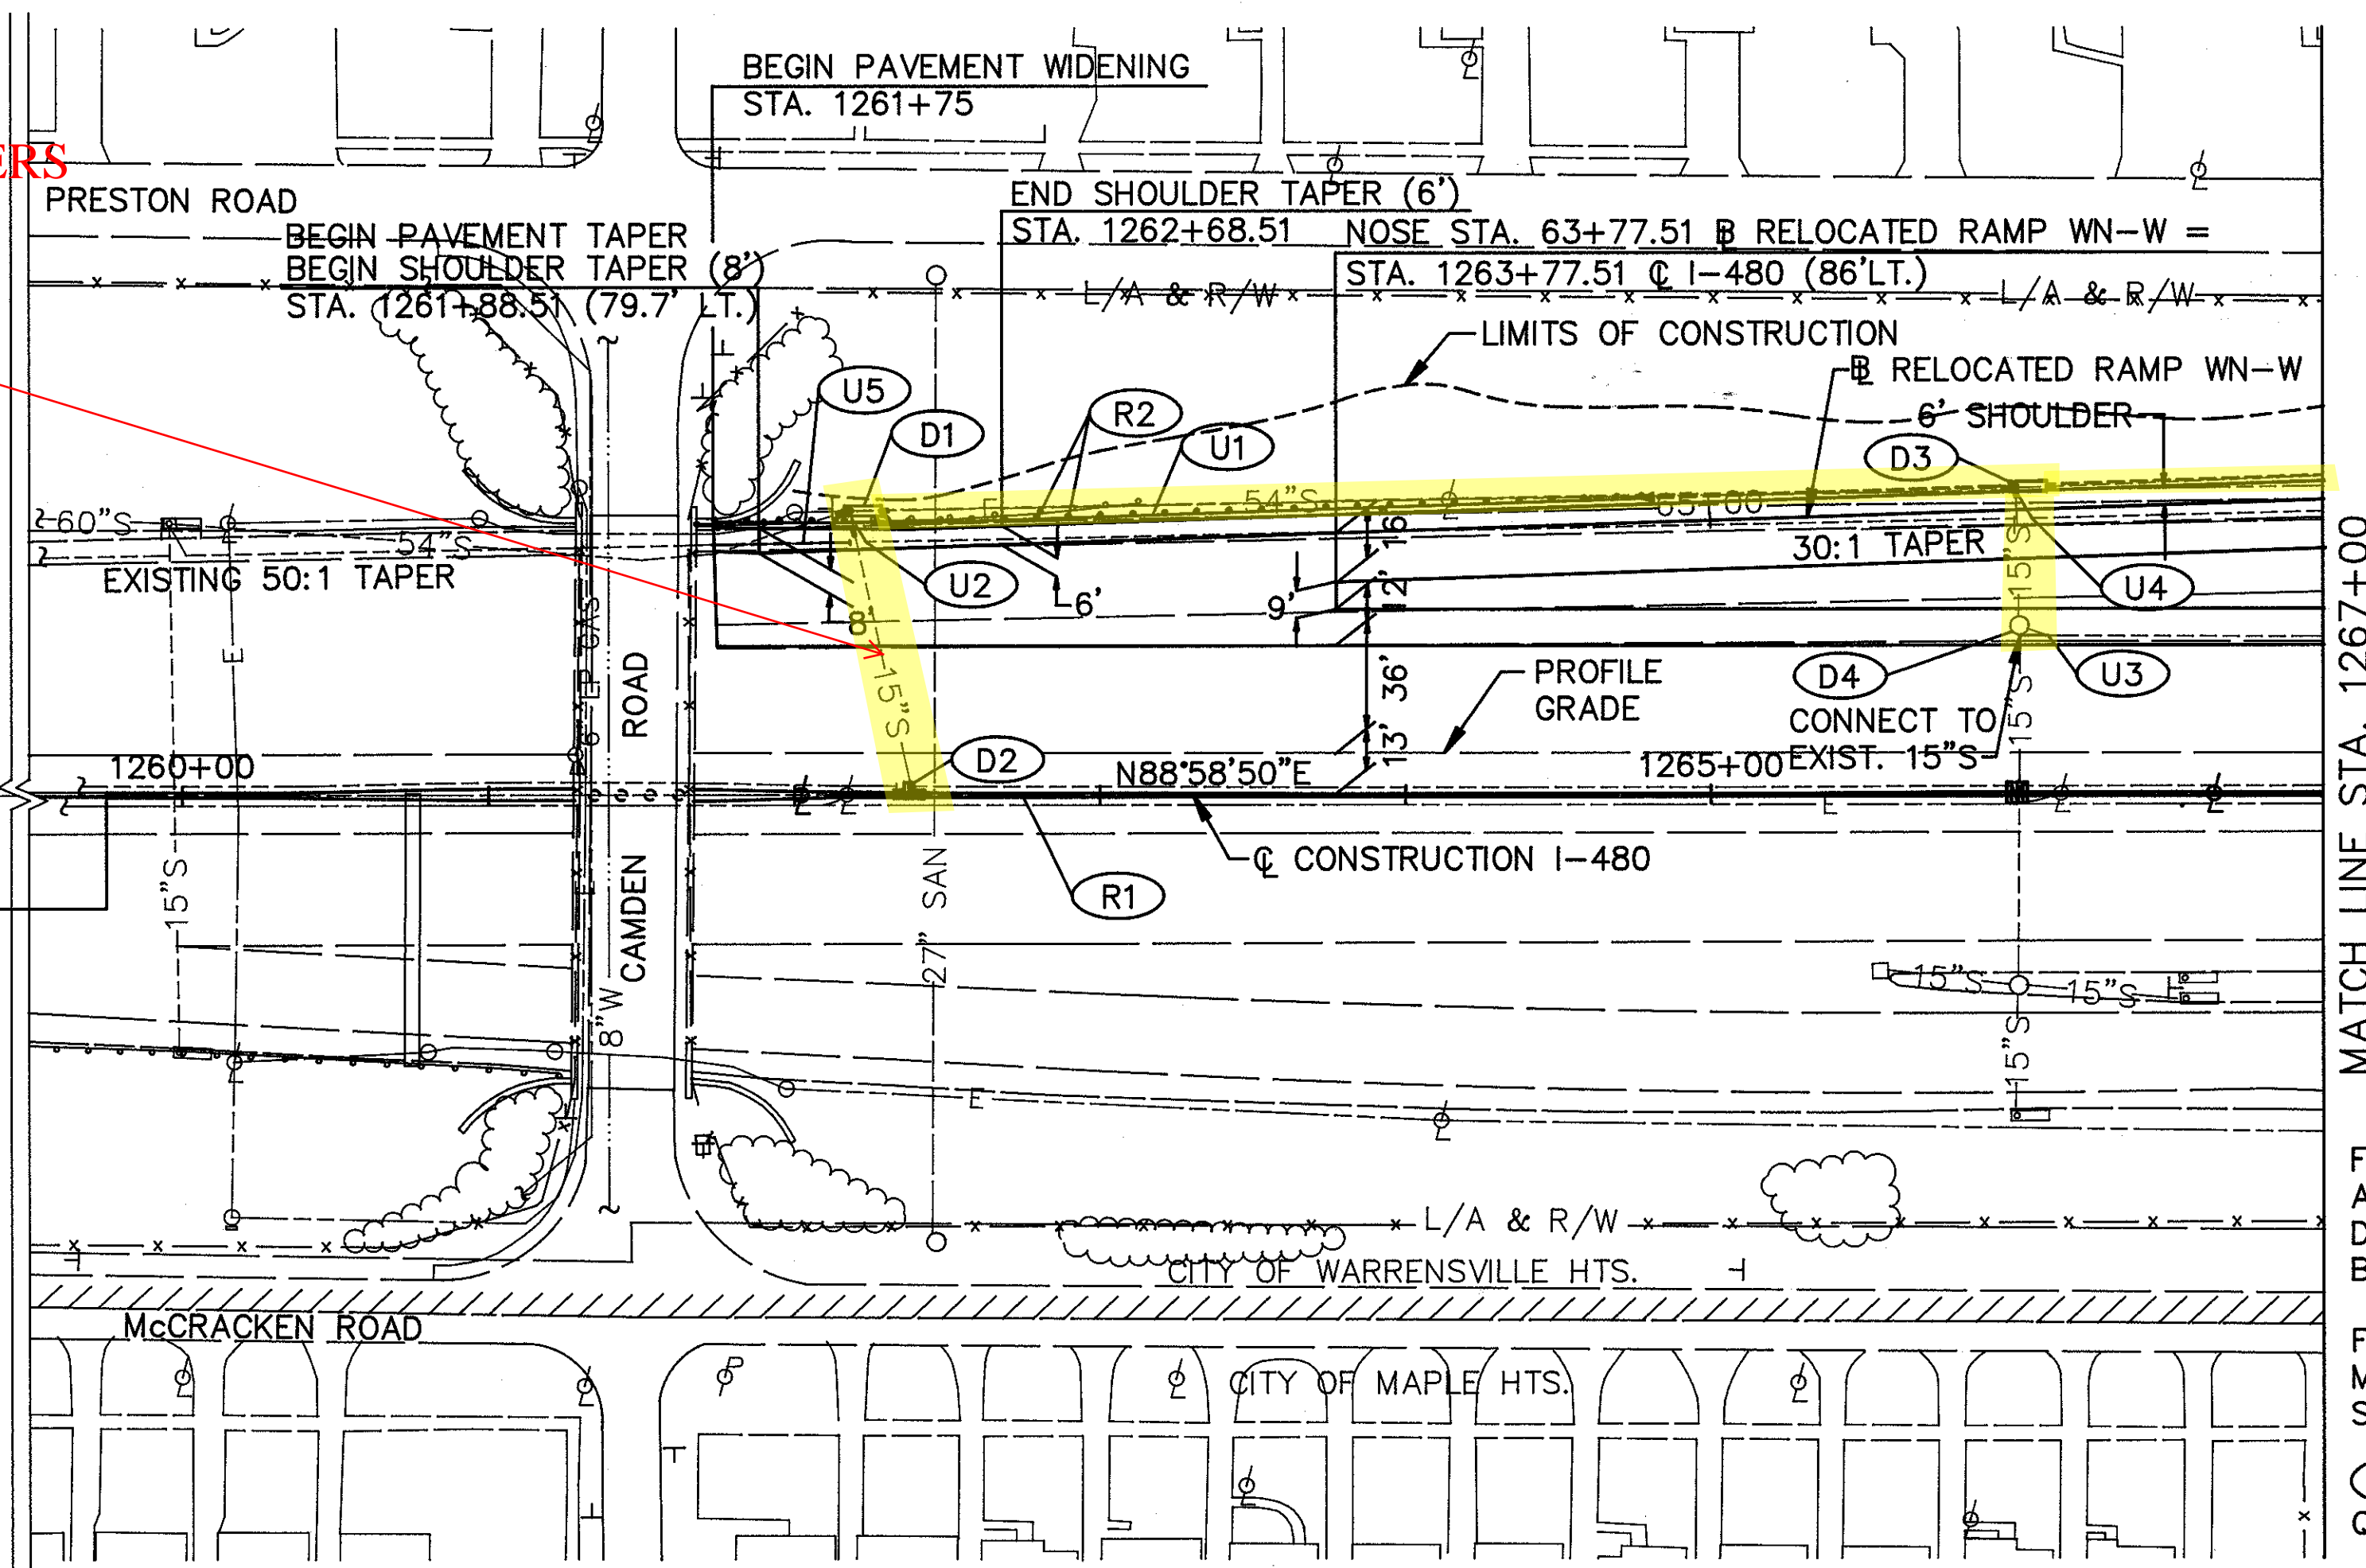 BEGIN PAVEMENT WIDENING
STA. 1261+75
ERS
PRESTON ROAD
END SHOULDER TAPER (6')
STA. 1262+68.51
NOSE STA. 63+77.51 B RELOCATED RAMP WN-W =
STA. 1263+77.51 ℄ I-480 (86'LT.)
BEGIN PAVEMENT TAPER
BEGIN SHOULDER TAPER (8')
STA. 1261+88.51 (79.7' LT.)
L/A & R/W
L/A & R/W
LIMITS OF CONSTRUCTION
B RELOCATED RAMP WN-W
6' SHOULDER
U5
D1
R2
U1
D3
60"S
54"S
54"S
65+00
16'
EXISTING 50:1 TAPER
30:1 TAPER
15"S
U2
6'
9'
12'
U4
8'
E
6" EP GAS
ROAD
15"S
36'
PROFILE
GRADE
D4
U3
15"S
CONNECT TO
EXIST. 15"S
D2
13'
1260+00
N88°58'50"E
1265+00
E
℄ CONSTRUCTION I-480
R1
15"S
CAMDEN
27" SAN
8"W
15"S
15"S
15"S
E
E
L/A & R/W
CITY OF WARRENSVILLE HTS.
McCRACKEN ROAD
CITY OF MAPLE HTS.
MATCH LINE STA. 1267+00
F
A
D
B
F
M
S